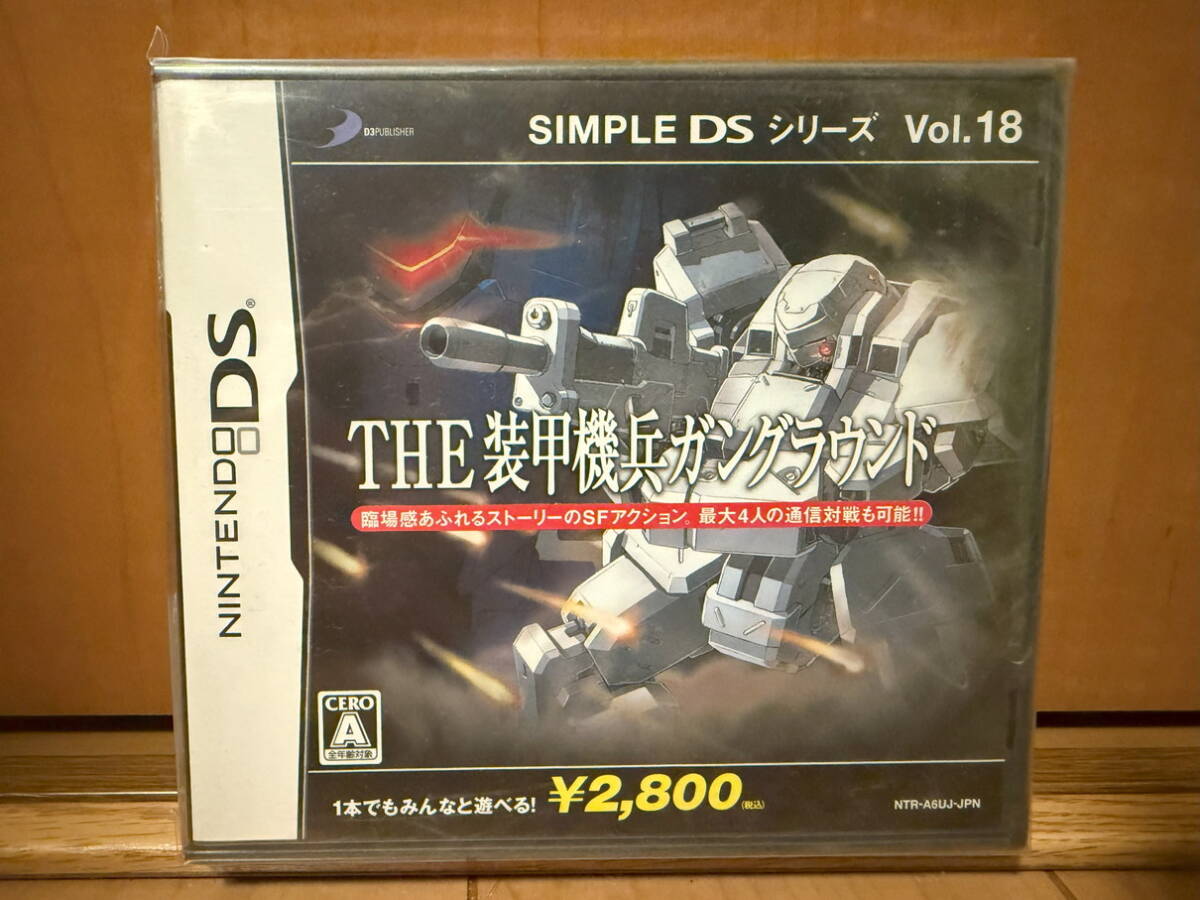 D3PUBLISHER
SIMPLE DS シリーズ Vol.18
NINTENDO DS®
THE 装甲機兵ガングラウンド
臨場感あふれるストーリーのSFアクション。最大4人の通信対戦も可能!!
CERO
A
全年齢対象
1本でもみんなと遊べる! ¥2,800(税込)
NTR-A6UJ-JPN